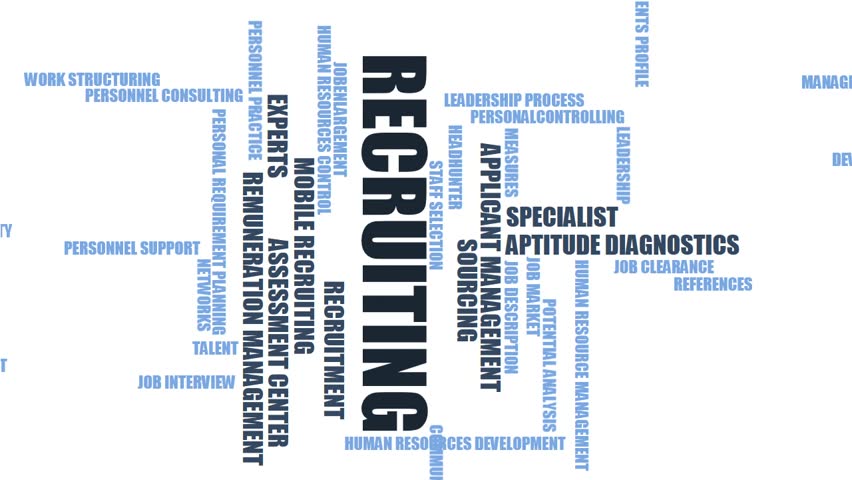 ENTS PROFILE
WORK STRUCTURING
PERSONNEL CONSULTING
PERSONNEL PRACTICE
HUMAN RESOURCES CONTROL
JOBENLARGEMENT
EXPERTS
RECRUITING
LEADERSHIP PROCESS
PERSONALCONTROLLING
MANAGE
PERSONAL REQUIREMENT PLANNING
MOBILE RECRUITING
STAFF SELECTION
HEADHUNTER
APPLICANT MANAGEMENT
MEASURES
LEADERSHIP
DEV
REMUNERATION MANAGEMENT
SPECIALIST
APTITUDE DIAGNOSTICS
TY
PERSONNEL SUPPORT
NETWORKS
ASSESSMENT CENTER
RECRUITMENT
SOURCING
JOB DESCRIPTION
JOB MARKET
POTENTIAL ANALYSIS
HUMAN RESOURCE MANAGEMENT
JOB CLEARANCE
REFERENCES
TALENT
T
JOB INTERVIEW
HUMAN RESOURCES DEVELOPMENT
COMMUI